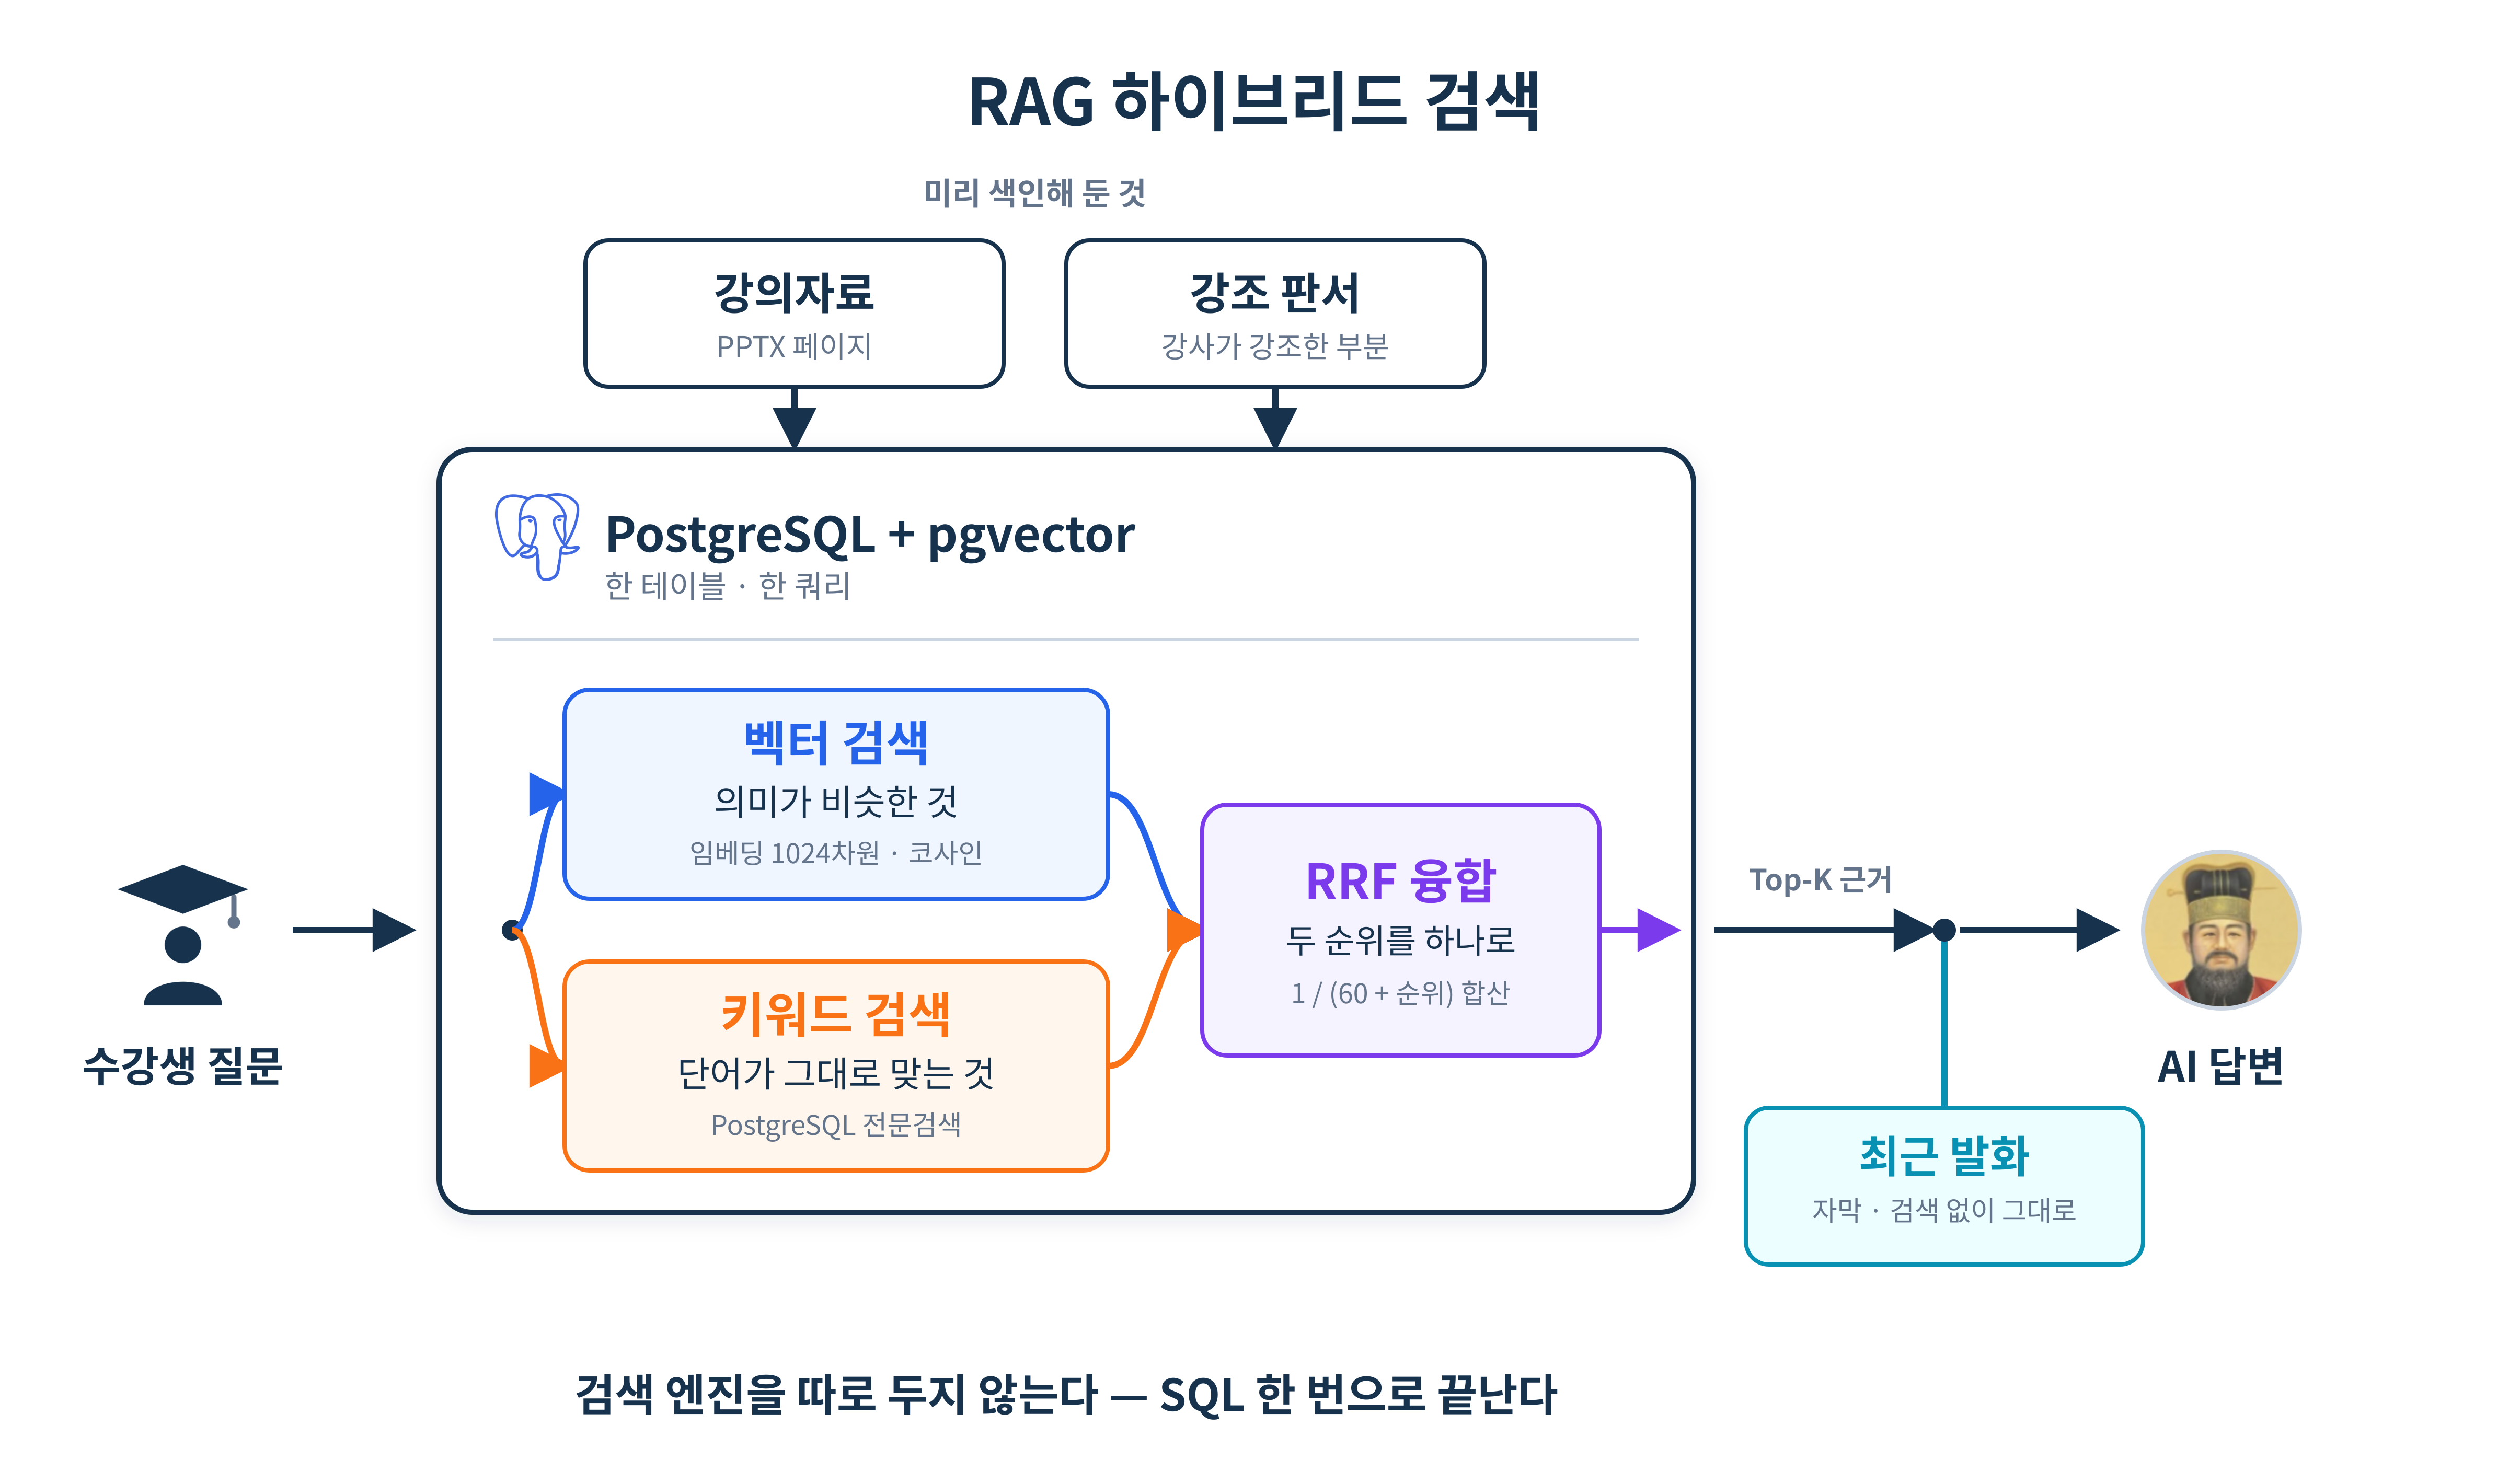 RAG 하이브리드 검색
미리 색인해 둔 것
강의자료
PPTX 페이지
강조 판서
강사가 강조한 부분
PostgreSQL + pgvector
한 테이블 · 한 쿼리
벡터 검색
의미가 비슷한 것
임베딩 1024차원 · 코사인
키워드 검색
단어가 그대로 맞는 것
PostgreSQL 전문검색
RRF 융합
두 순위를 하나로
1 / (60 + 순위) 합산
수강생 질문
Top-K 근거
AI 답변
최근 발화
자막 · 검색 없이 그대로
검색 엔진을 따로 두지 않는다 — SQL 한 번으로 끝난다